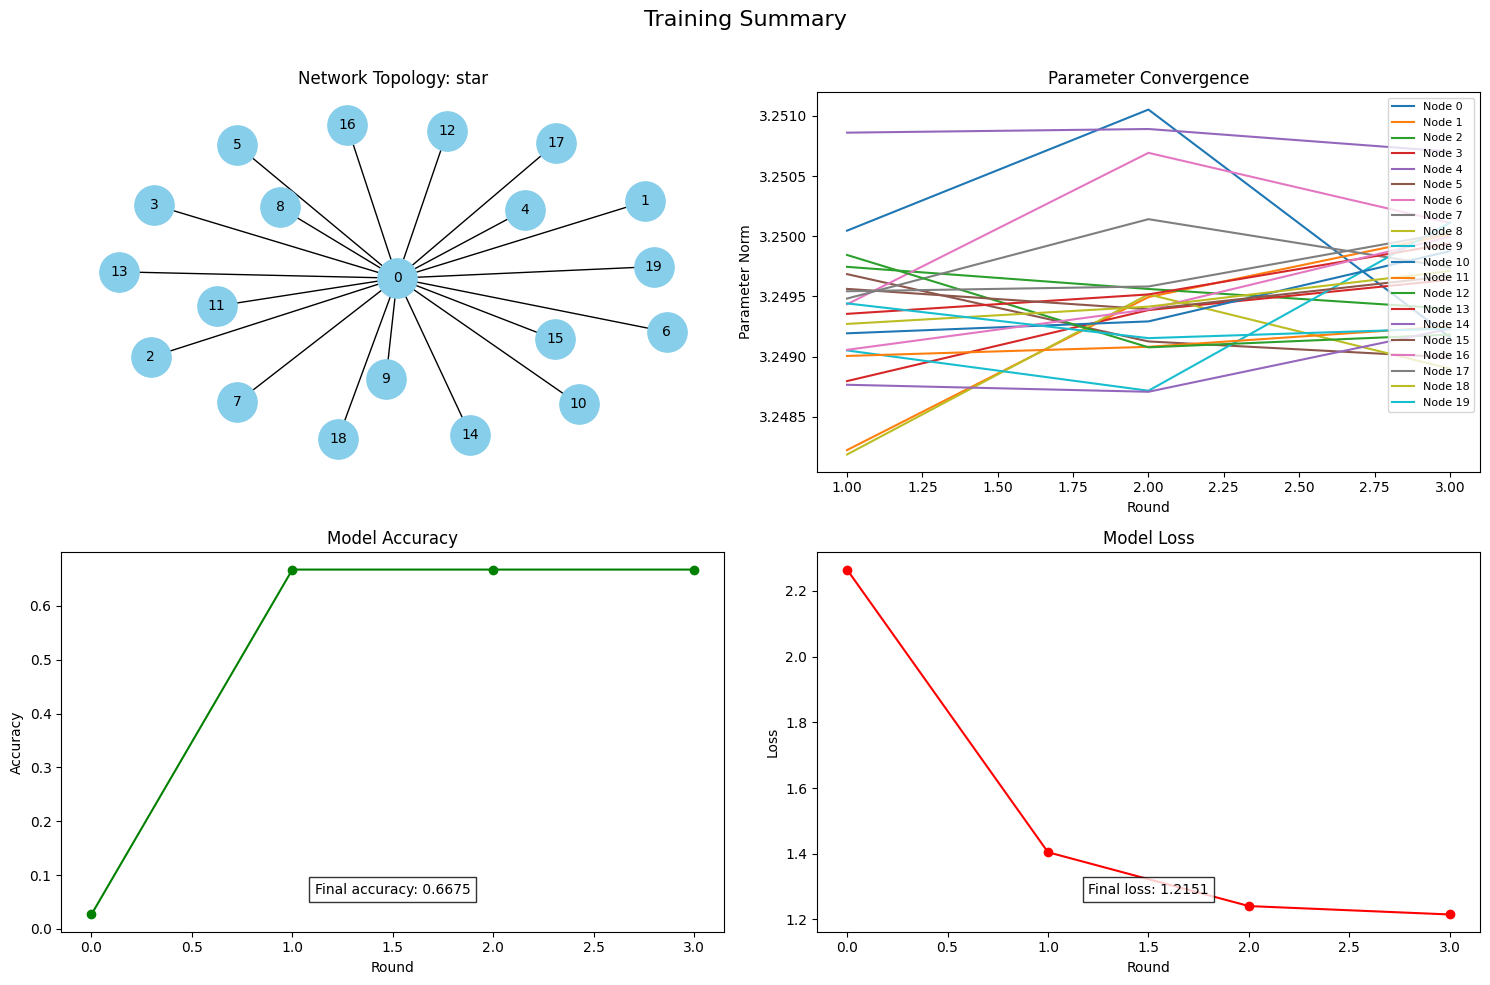 Training Summary
Network Topology: star
16
12
17
5
1
3
8
4
0
19
13
11
6
15
2
9
7
10
18
14
Parameter Convergence
Parameter Norm
3.2510
3.2505
3.2500
3.2495
3.2490
3.2485
Node 0
Node 1
Node 2
Node 3
Node 4
Node 5
Node 6
Node 7
Node 8
Node 9
Node 10
Node 11
Node 12
Node 13
Node 14
Node 15
Node 16
Node 17
Node 18
Node 19
1.00 1.25 1.50 1.75 2.00 2.25 2.50 2.75 3.00
Round
Model Accuracy
Accuracy
0.6
0.5
0.4
0.3
0.2
0.1
0.0
Final accuracy: 0.6675
0.0 0.5 1.0 1.5 2.0 2.5 3.0
Round
Model Loss
Loss
2.2
2.0
1.8
1.6
1.4
1.2
Final loss: 1.2151
0.0 0.5 1.0 1.5 2.0 2.5 3.0
Round